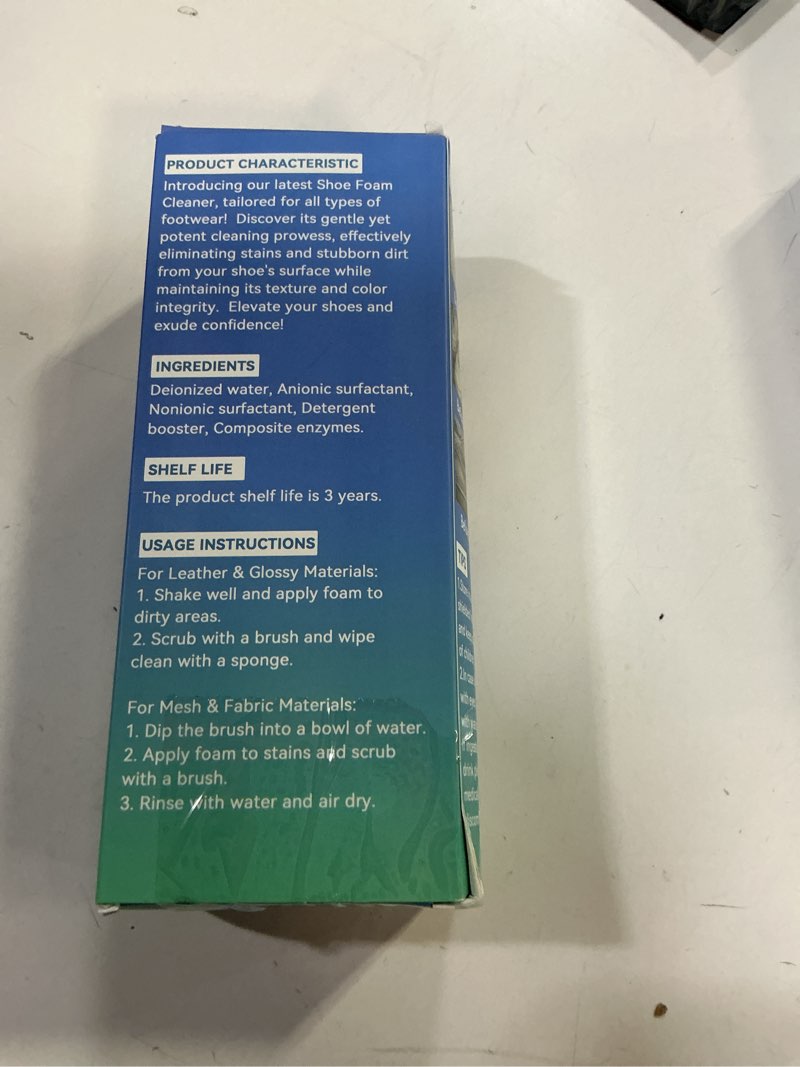 PRODUCT CHARACTERISTIC
Introducing our latest Shoe Foam
Cleaner, tailored for all types of
footwear! Discover its gentle yet
potent cleaning prowess, effectively
eliminating stains and stubborn dirt
from your shoe's surface while
maintaining its texture and color
integrity. Elevate your shoes and
exude confidence!
INGREDIENTS
Deionized water, Anionic surfactant,
Nonionic surfactant, Detergent
booster, Composite enzymes.
SHELF LIFE
The product shelf life is 3 years.
USAGE INSTRUCTIONS
For Leather & Glossy Materials:
1. Shake well and apply foam to
dirty areas.
2. Scrub with a brush and wipe
clean with a sponge.
For Mesh & Fabric Materials:
1. Dip the brush into a bowl of water.
2. Apply foam to stains and scrub
with a brush.
3. Rinse with water and air dry.